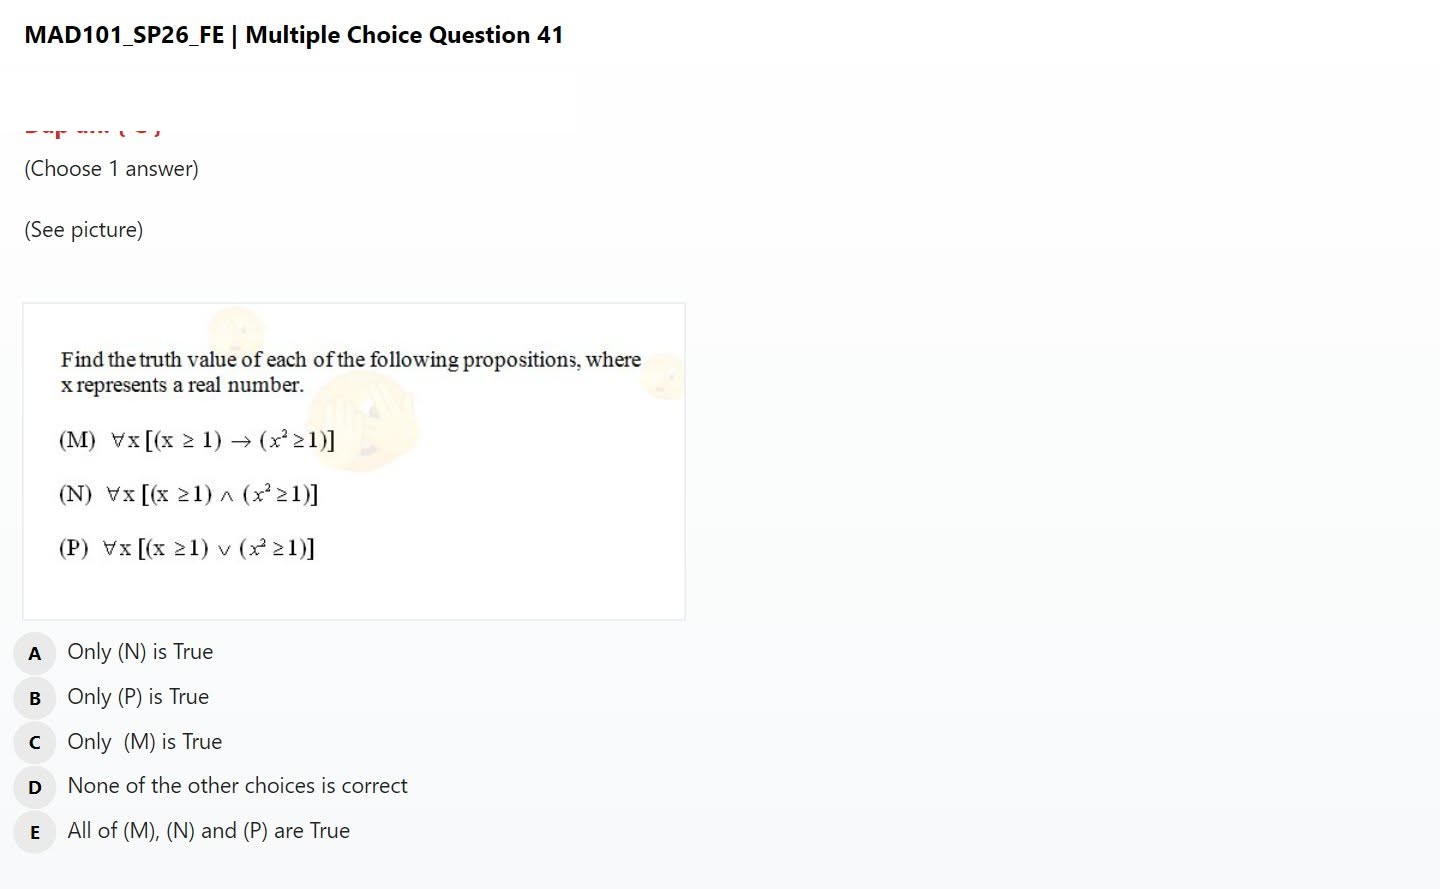 MAD101_SP26_FE | Multiple Choice Question 41
(Choose 1 answer)
(See picture)
Find the truth value of each of the following propositions, where
x represents a real number.
(M) ∀x [(x ≥ 1) → (x² ≥1)]
(N) ∀x [(x ≥1) ∧ (x² ≥1)]
(P) ∀x [(x ≥1) ∨ (x² ≥1)]
A Only (N) is True
B Only (P) is True
C Only (M) is True
D None of the other choices is correct
E All of (M), (N) and (P) are True